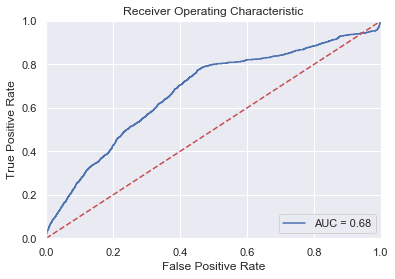 Receiver Operating Characteristic
1.0
0.8
0.6
0.4
0.2
0.0
True Positive Rate
AUC = 0.68
0.0 0.2 0.4 0.6 0.8 1.0
False Positive Rate